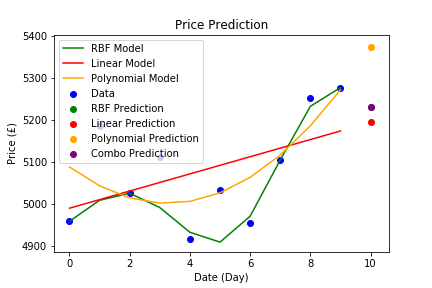 Price Prediction
5400
5300
5200
5100
5000
4900
Price (£)
RBF Model
Linear Model
Polynomial Model
Data
RBF Prediction
Linear Prediction
Polynomial Prediction
Combo Prediction
0
2
4
6
8
10
Date (Day)